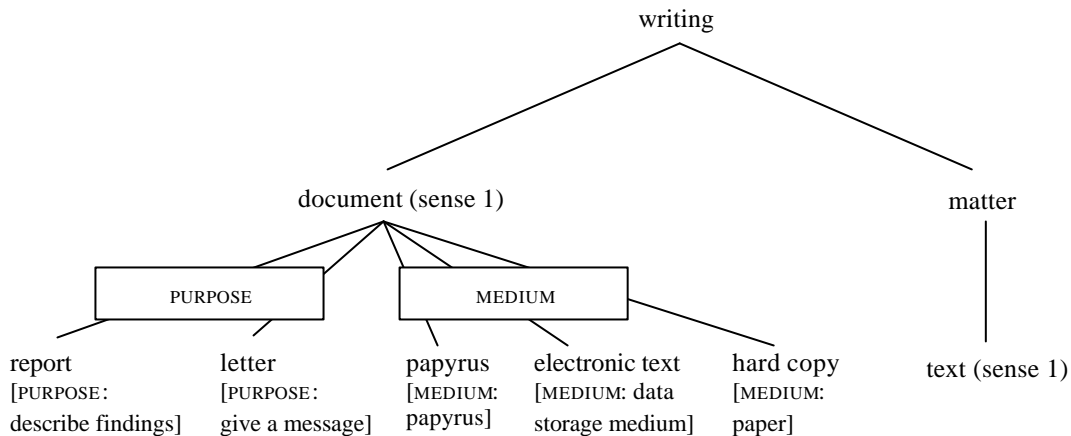 writing
document (sense 1)
matter
PURPOSE
MEDIUM
report
[PURPOSE:
describe findings]
letter
[PURPOSE:
give a message]
papyrus
[MEDIUM:
papyrus]
electronic text
[MEDIUM: data
storage medium]
hard copy
[MEDIUM:
paper]
text (sense 1)